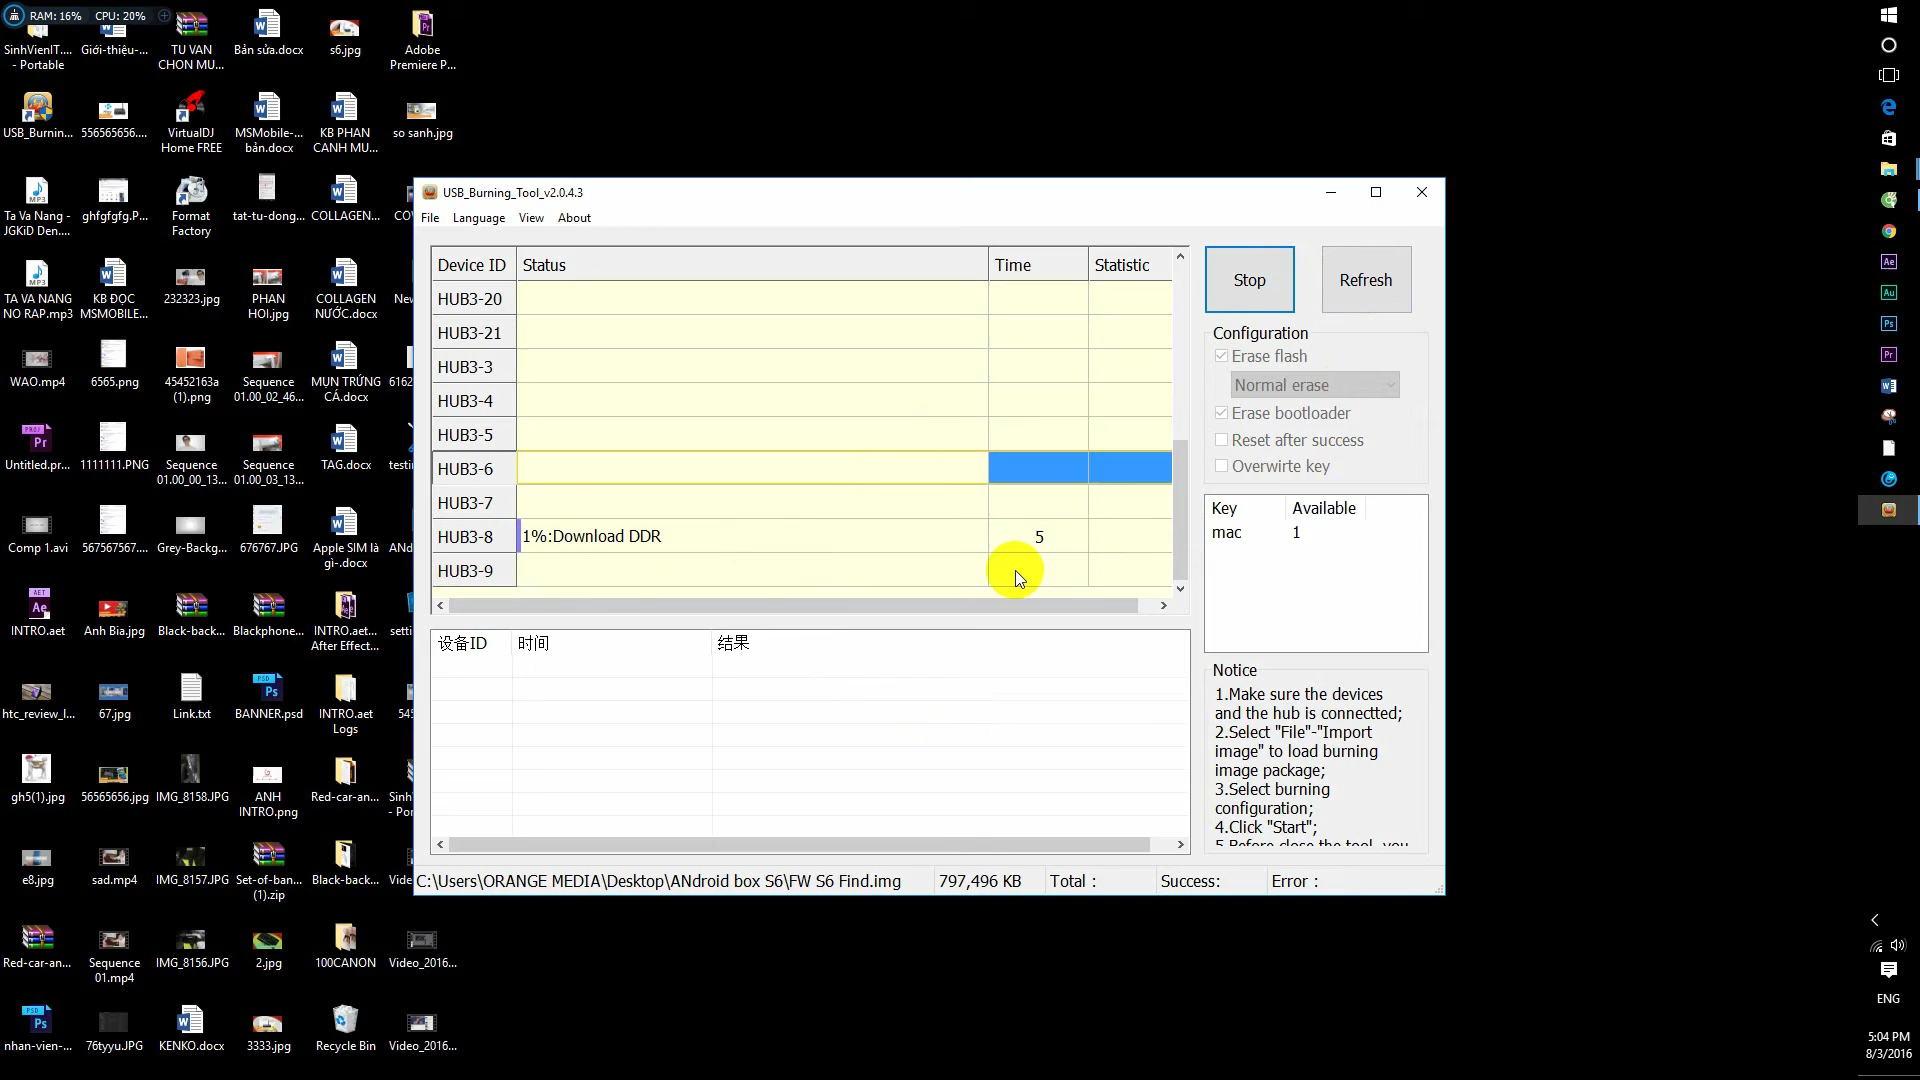 RAM: 16% CPU: 20%
SinhVienIT....
- Portable
Giới-thiệu-...
TU VAN
CHON MU...
Bản sửa.docx
s6.jpg
Adobe
Premiere P...
USB_Burnin...
556565656....
VirtualDJ
Home FREE
MSMobile-...
bản.docx
KB PHAN
CANH MU...
so sanh.jpg
Ta Va Nang -
JGKiD Den....
ghfgfgfg.P...
Format
Factory
tat-tu-dong...
COLLAGEN...
TA VA NANG
NO RAP.mp3
KB ĐỌC
MSMOBILE...
232323.jpg
PHAN
HOI.jpg
COLLAGEN
NƯỚC.docx
WAO.mp4
6565.png
45452163a
(1).png
Sequence
01.00_02_46...
MỤN TRỨNG
CÁ.docx
Untitled.pr...
1111111.PNG
Sequence
01.00_00_13...
Sequence
01.00_03_13...
TAG.docx
Comp 1.avi
567567567....
Grey-Backg...
676767.JPG
Apple SIM là
gì-.docx
INTRO.aet
Anh Bia.jpg
Black-back...
Blackphone...
INTRO.aet...
After Effect...
htc_review_l...
67.jpg
Link.txt
BANNER.psd
INTRO.aet
Logs
gh5(1).jpg
56565656.jpg
IMG_8158.JPG
ANH
INTRO.png
Red-car-an...
e8.jpg
sad.mp4
IMG_8157.JPG
Set-of-ban...
(1).zip
Black-back...
Red-car-an...
Sequence
01.mp4
IMG_8156.JPG
2.jpg
100CANON
Video_2016...
nhan-vien-...
76tyyu.JPG
KENKO.docx
3333.jpg
Recycle Bin
Video_2016...
USB_Burning_Tool_v2.0.4.3
File Language View About
Device ID Status Time Statistic
HUB3-20
HUB3-21
HUB3-3
HUB3-4
HUB3-5
HUB3-6
HUB3-7
HUB3-8 1%:Download DDR 5
HUB3-9
设备ID 时间 结果
Stop Refresh
Configuration
Erase flash
Normal erase
Erase bootloader
Reset after success
Overwirte key
Key Available
mac 1
Notice
1.Make sure the devices
and the hub is connectted;
2.Select "File"-"Import
image" to load burning
image package;
3.Select burning
configuration;
4.Click "Start";
5.Before close the tool, you
C:\Users\ORANGE MEDIA\Desktop\ANdroid box S6\FW S6 Find.img 797,496 KB Total : Success: Error :
ENG
5:04 PM
8/3/2016